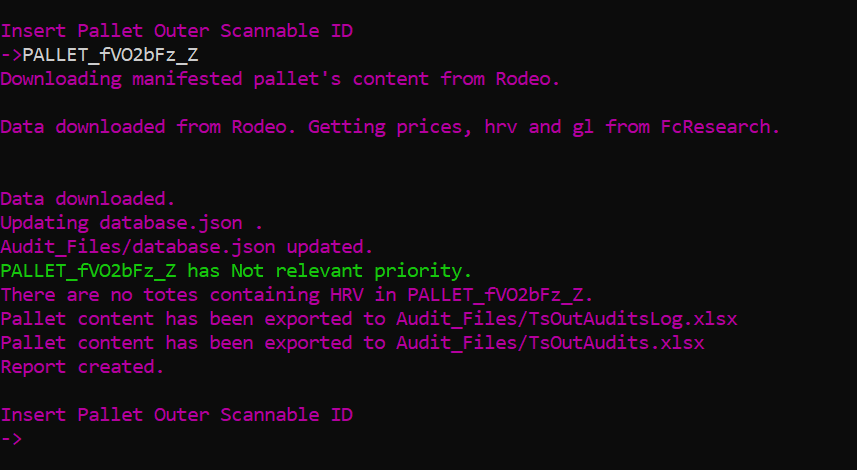 Insert Pallet Outer Scannable ID
->PALLET_fVO2bFz_Z
Downloading manifested pallet's content from Rodeo.
Data downloaded from Rodeo. Getting prices, hrv and gl from FcResearch.
Data downloaded.
Updating database.json .
Audit_Files/database.json updated.
PALLET_fVO2bFz_Z has Not relevant priority.
There are no totes containing HRV in PALLET_fVO2bFz_Z.
Pallet content has been exported to Audit_Files/TsOutAuditsLog.xlsx
Pallet content has been exported to Audit_Files/TsOutAudits.xlsx
Report created.
Insert Pallet Outer Scannable ID
->